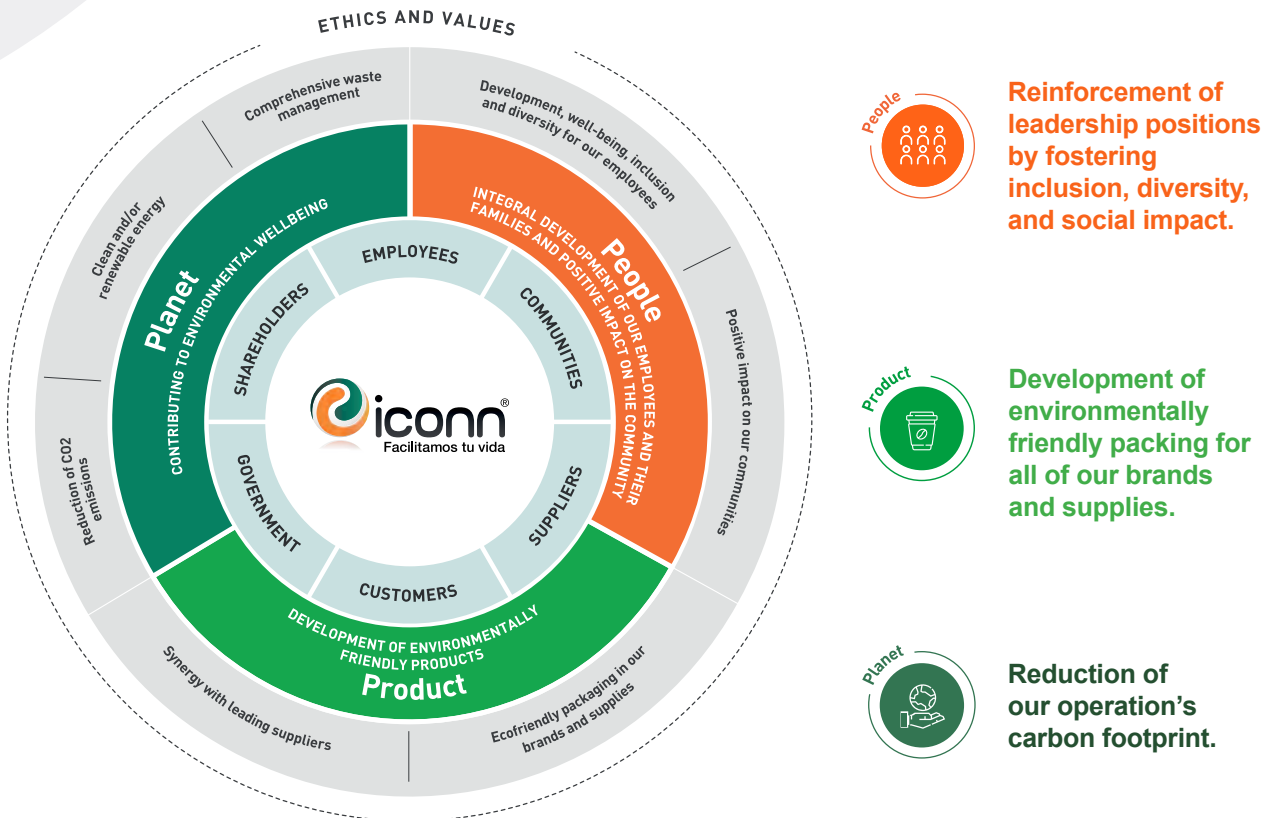 ETHICS AND VALUES
Comprehensive waste
management
Development, well-being, inclusion
and diversity for our employees
Clean and/or
renewable energy
Positive impact on our communities
Reduction of CO2
emissions
Synergy with leading suppliers
Ecofriendly packaging in our
brands and supplies
Planet
CONTRIBUTING TO ENVIRONMENTAL WELLBEING
People
INTEGRAL DEVELOPMENT OF OUR EMPLOYEES AND THEIR
FAMILIES AND POSITIVE IMPACT ON THE COMMUNITY
DEVELOPMENT OF ENVIRONMENTALLY
FRIENDLY PRODUCTS
Product
EMPLOYEES
COMMUNITIES
SUPPLIERS
CUSTOMERS
GOVERNMENT
SHAREHOLDERS
iconn®
Facilitamos tu vida
People
Reinforcement of
leadership positions
by fostering
inclusion, diversity,
and social impact.
Product
Development of
environmentally
friendly packing for
all of our brands
and supplies.
Planet
Reduction of
our operation's
carbon footprint.